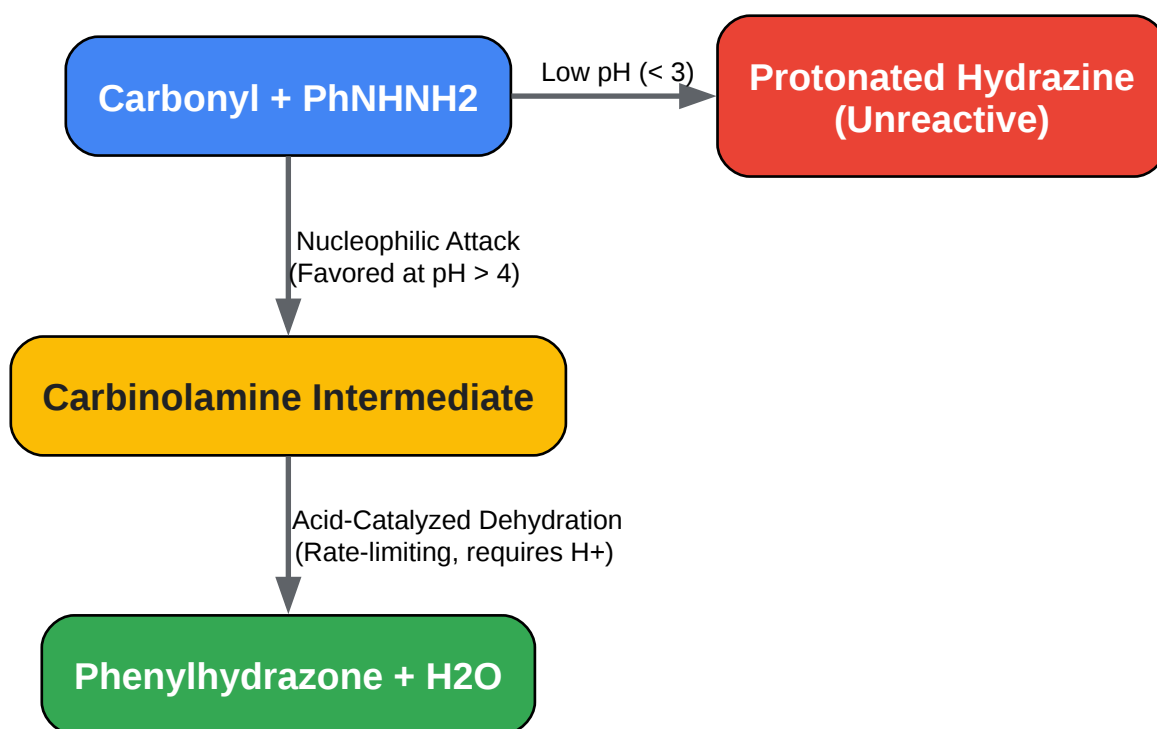 Carbonyl + PhNHNH2
Low pH (< 3)
Protonated Hydrazine
(Unreactive)
Nucleophilic Attack
(Favored at pH > 4)
Carbinolamine Intermediate
Acid-Catalyzed Dehydration
(Rate-limiting, requires H+)
Phenylhydrazone + H2O